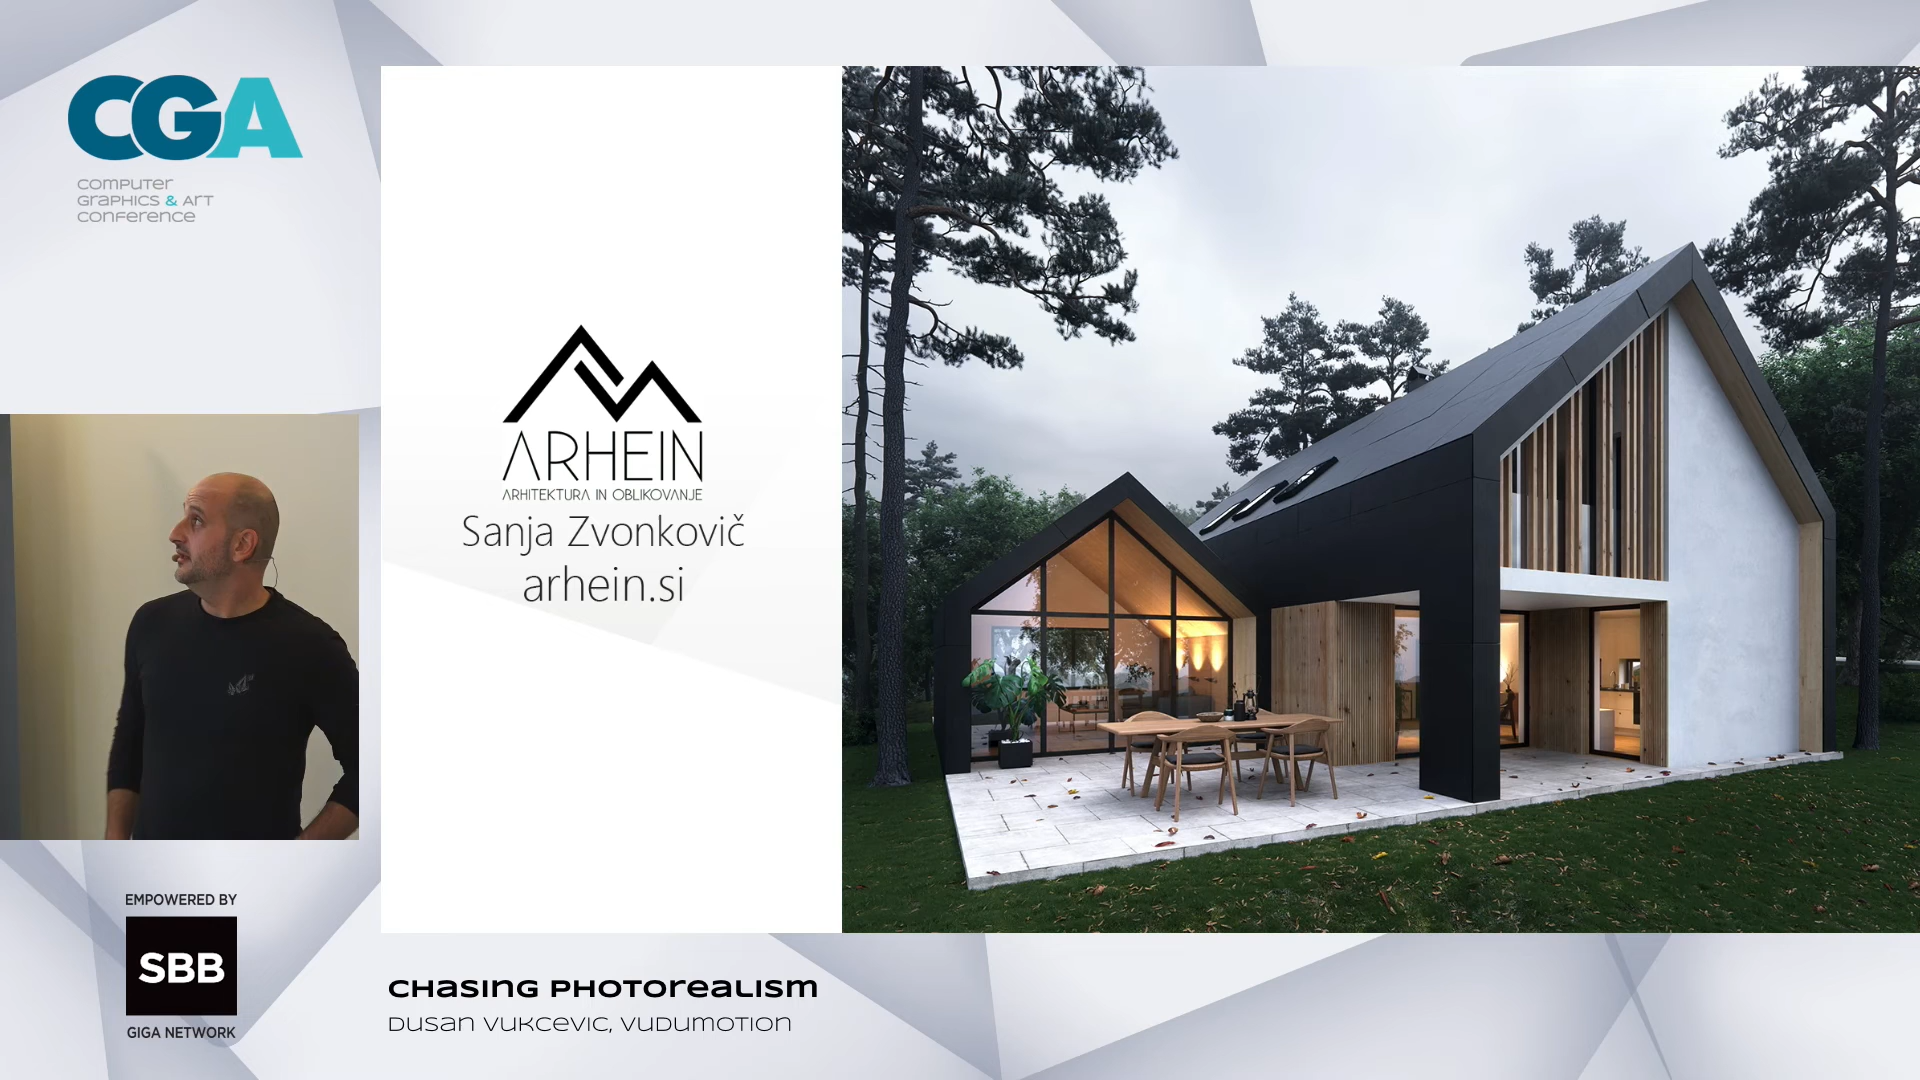 CGA
COMPUTER
GRAPHICS & ART
CONFERENCE
ARHEIN
ARHITEKTURA IN OBLIKOVANJE
Sanja Zvonkovič
arhein.si
EMPOWERED BY
SBB
GIGA NETWORK
CHASING PHOTOREALISM
DUSAN VUKCEVIC, VUDUMOTION